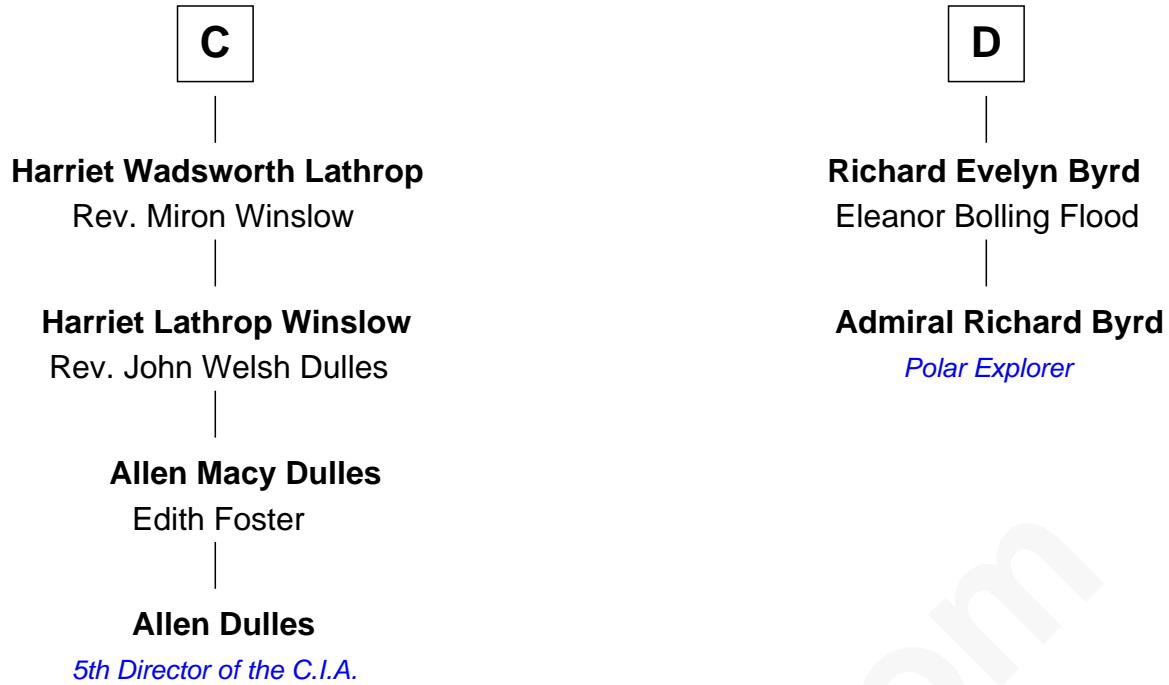 C
Harriet Wadsworth Lathrop
Rev. Miron Winslow
Harriet Lathrop Winslow
Rev. John Welsh Dulles
Allen Macy Dulles
Edith Foster
Allen Dulles
5th Director of the C.I.A.
D
Richard Evelyn Byrd
Eleanor Bolling Flood
Admiral Richard Byrd
Polar Explorer
om